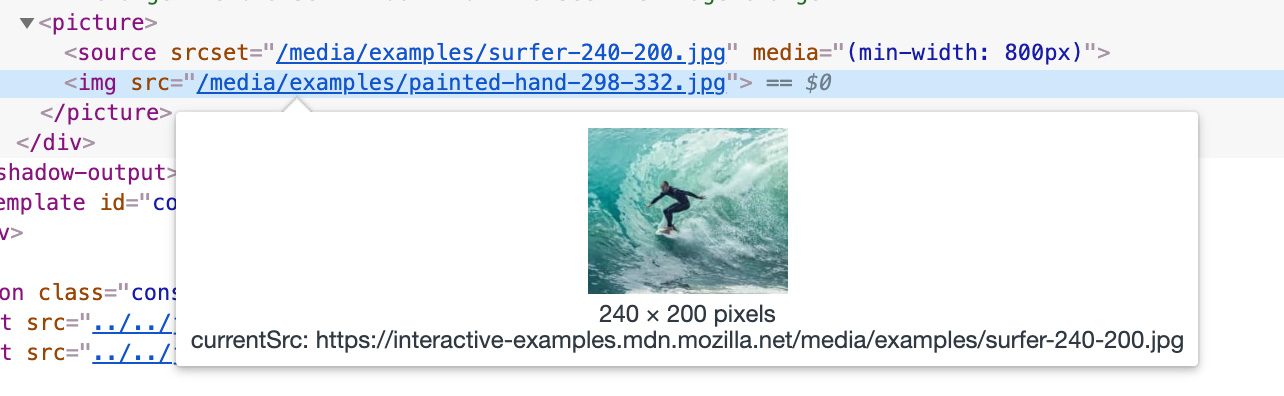 ▼<picture>
<source srcset="/media/examples/surfer-240-200.jpg" media="(min-width: 800px)">
<img src="/media/examples/painted-hand-298-332.jpg"> == $0
</picture>
</div>
shadow-output>
emplate id="co
v>
on class="cons
t src="../../j
t src="../../j
240 × 200 pixels
currentSrc: https://interactive-examples.mdn.mozilla.net/media/examples/surfer-240-200.jpg